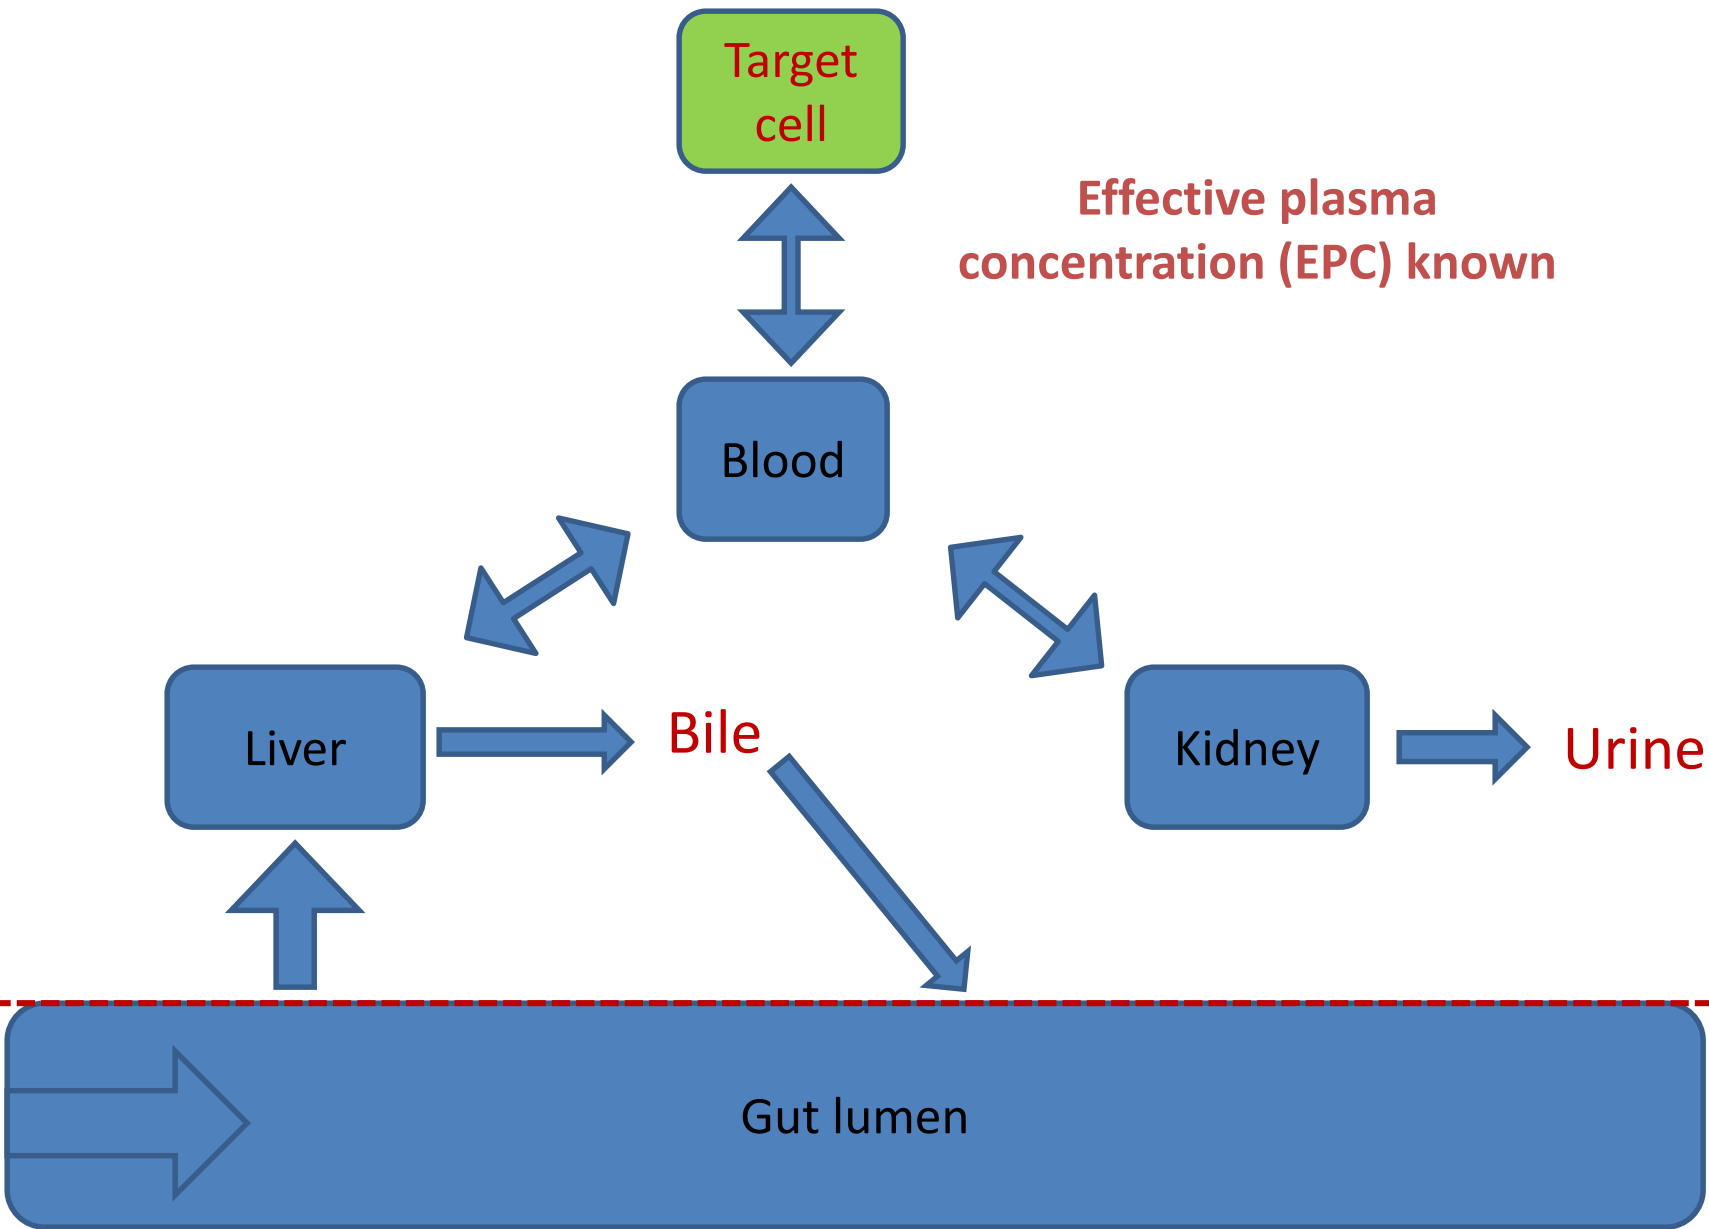 Target
cell
Effective plasma
concentration (EPC) known
Blood
Liver
Bile
Kidney
Urine
Gut lumen